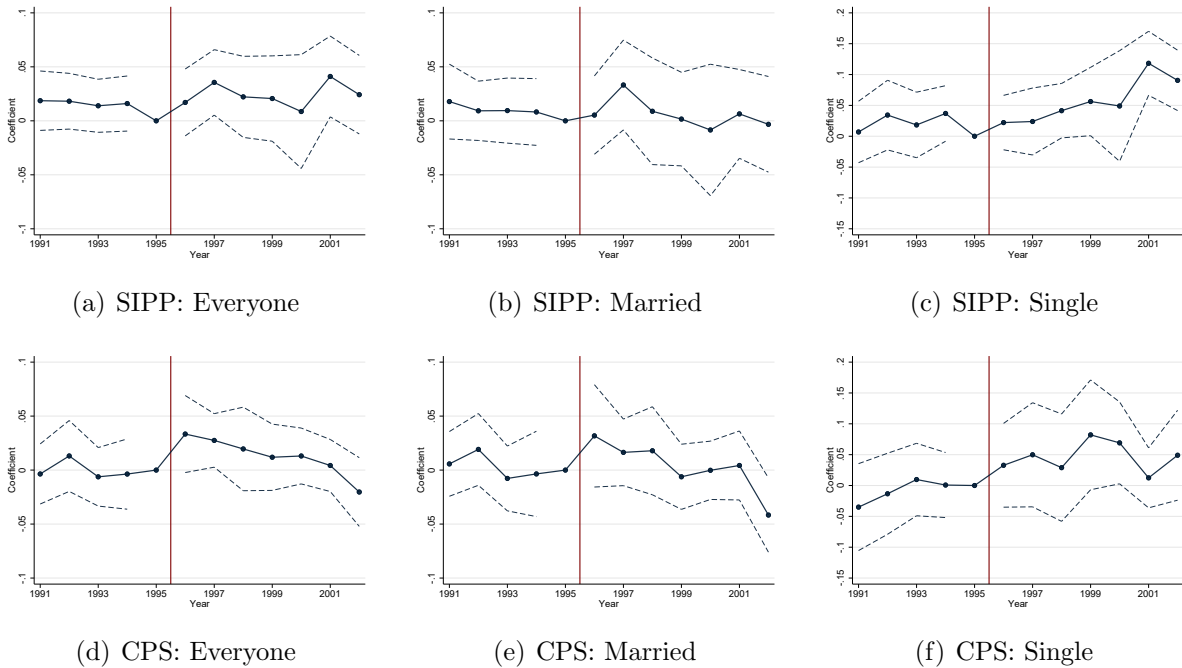 .1 .1 .2
.15
.05 .05 .1
Coefficient 0 Coefficient 0 Coefficient 0 .05
-.05 -.05 -.05
-.1
-.1 -.1 -.15
1991 1993 1995 1997 1999 2001 1991 1993 1995 1997 1999 2001 1991 1993 1995 1997 1999 2001
Year Year Year
(a) SIPP: Everyone (b) SIPP: Married (c) SIPP: Single
.1 .1 .2
.15
.05 .05 .1
Coefficient 0 Coefficient 0 Coefficient 0 .05
-.05 -.05 -.05
-.1
-.1 -.1 -.15
1991 1993 1995 1997 1999 2001 1991 1993 1995 1997 1999 2001 1991 1993 1995 1997 1999 2001
Year Year Year
(d) CPS: Everyone (e) CPS: Married (f) CPS: Single